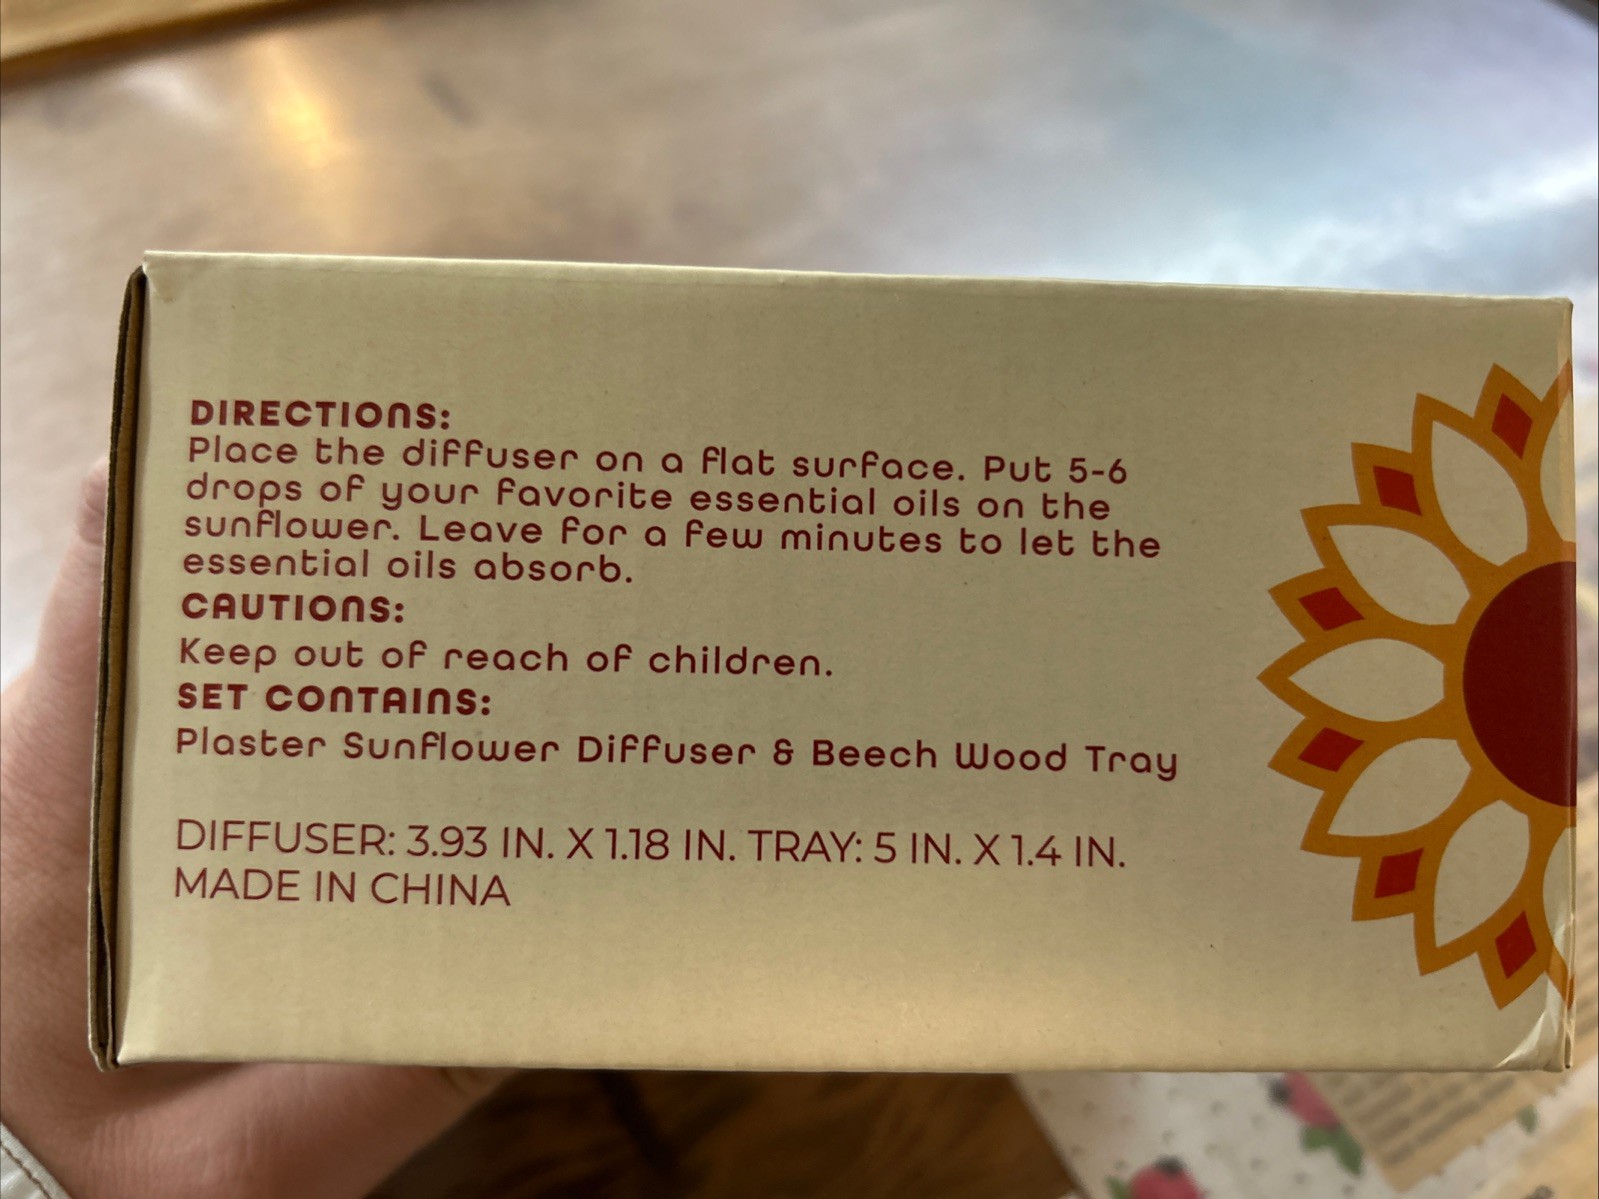 DIRECTIONS:
Place the diffuser on a flat surface. Put 5-6
drops of your favorite essential oils on the
sunflower. Leave for a few minutes to let the
essential oils absorb.
CAUTIONS:
Keep out of reach of children.
SET CONTAINS:
Plaster Sunflower Diffuser & Beech Wood Tray
DIFFUSER: 3.93 IN. X 1.18 IN. TRAY: 5 IN. X 1.4 IN.
MADE IN CHINA